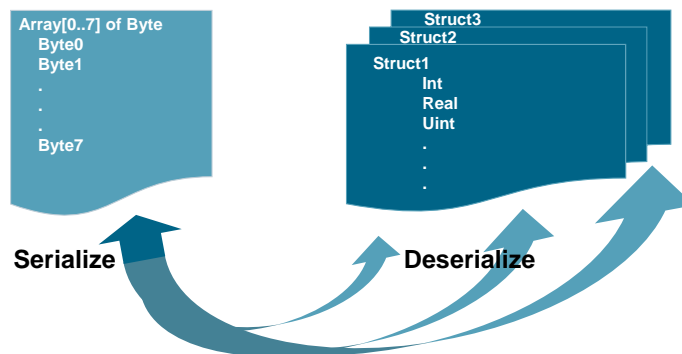 Array[0..7] of Byte
Byte0
Byte1
.
.
.
Byte7
Struct3
Struct2
Struct1
Int
Real
Uint
.
.
.
Serialize
Deserialize